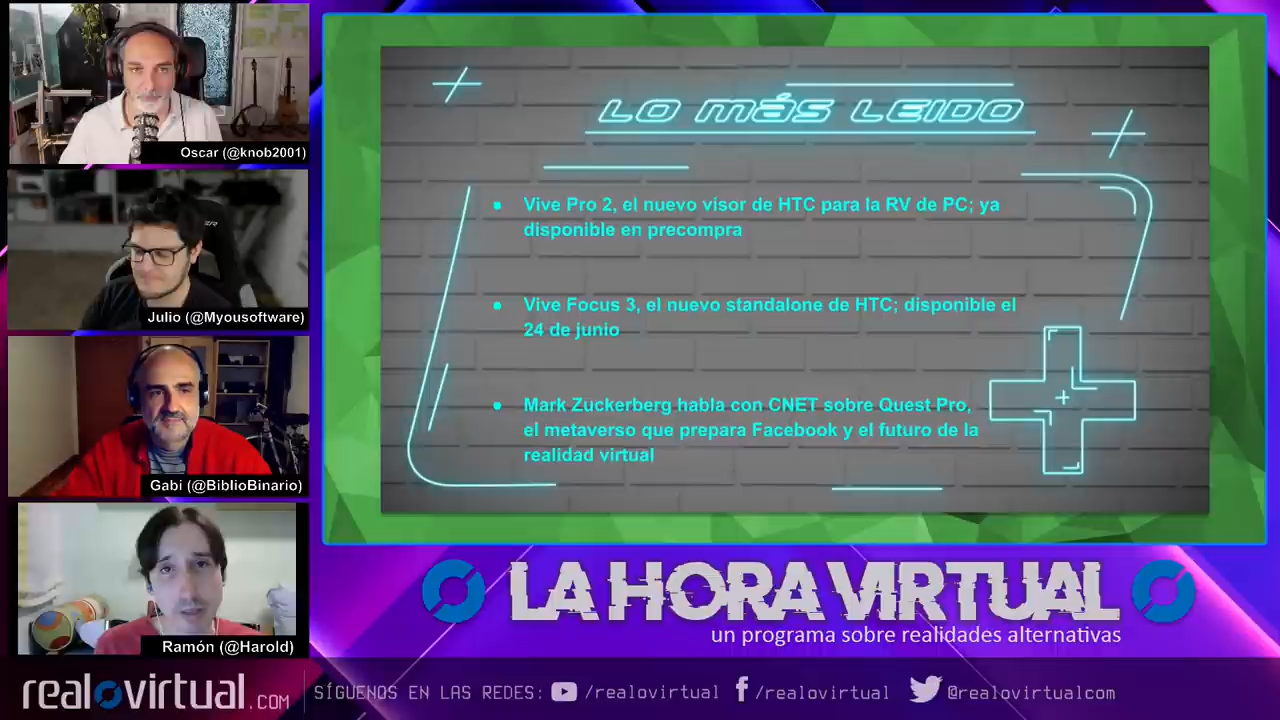 Oscar (@knob2001)
Julio (@Myousoftware)
Gabi (@BiblioBinario)
Ramón (@Harold)
LO MÁS LEIDO
• Vive Pro 2, el nuevo visor de HTC para la RV de PC; ya
disponible en precompra
• Vive Focus 3, el nuevo standalone de HTC; disponible el
24 de junio
• Mark Zuckerberg habla con CNET sobre Quest Pro,
el metaverso que prepara Facebook y el futuro de la
realidad virtual
LA HORA VIRTUAL
un programa sobre realidades alternativas
realovirtual.COM
SÍGUENOS EN LAS REDES: /realovirtual /realovirtual @realovirtualcom